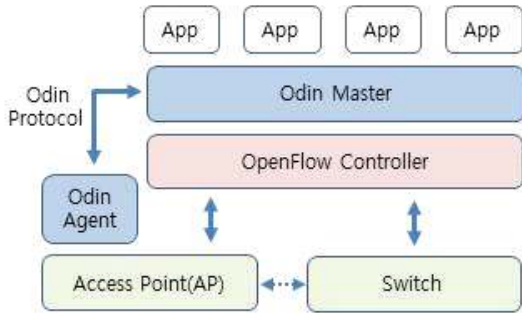 App App App App
Odin Master
Odin
Protocol
OpenFlow Controller
Odin
Agent
Access Point(AP)
Switch